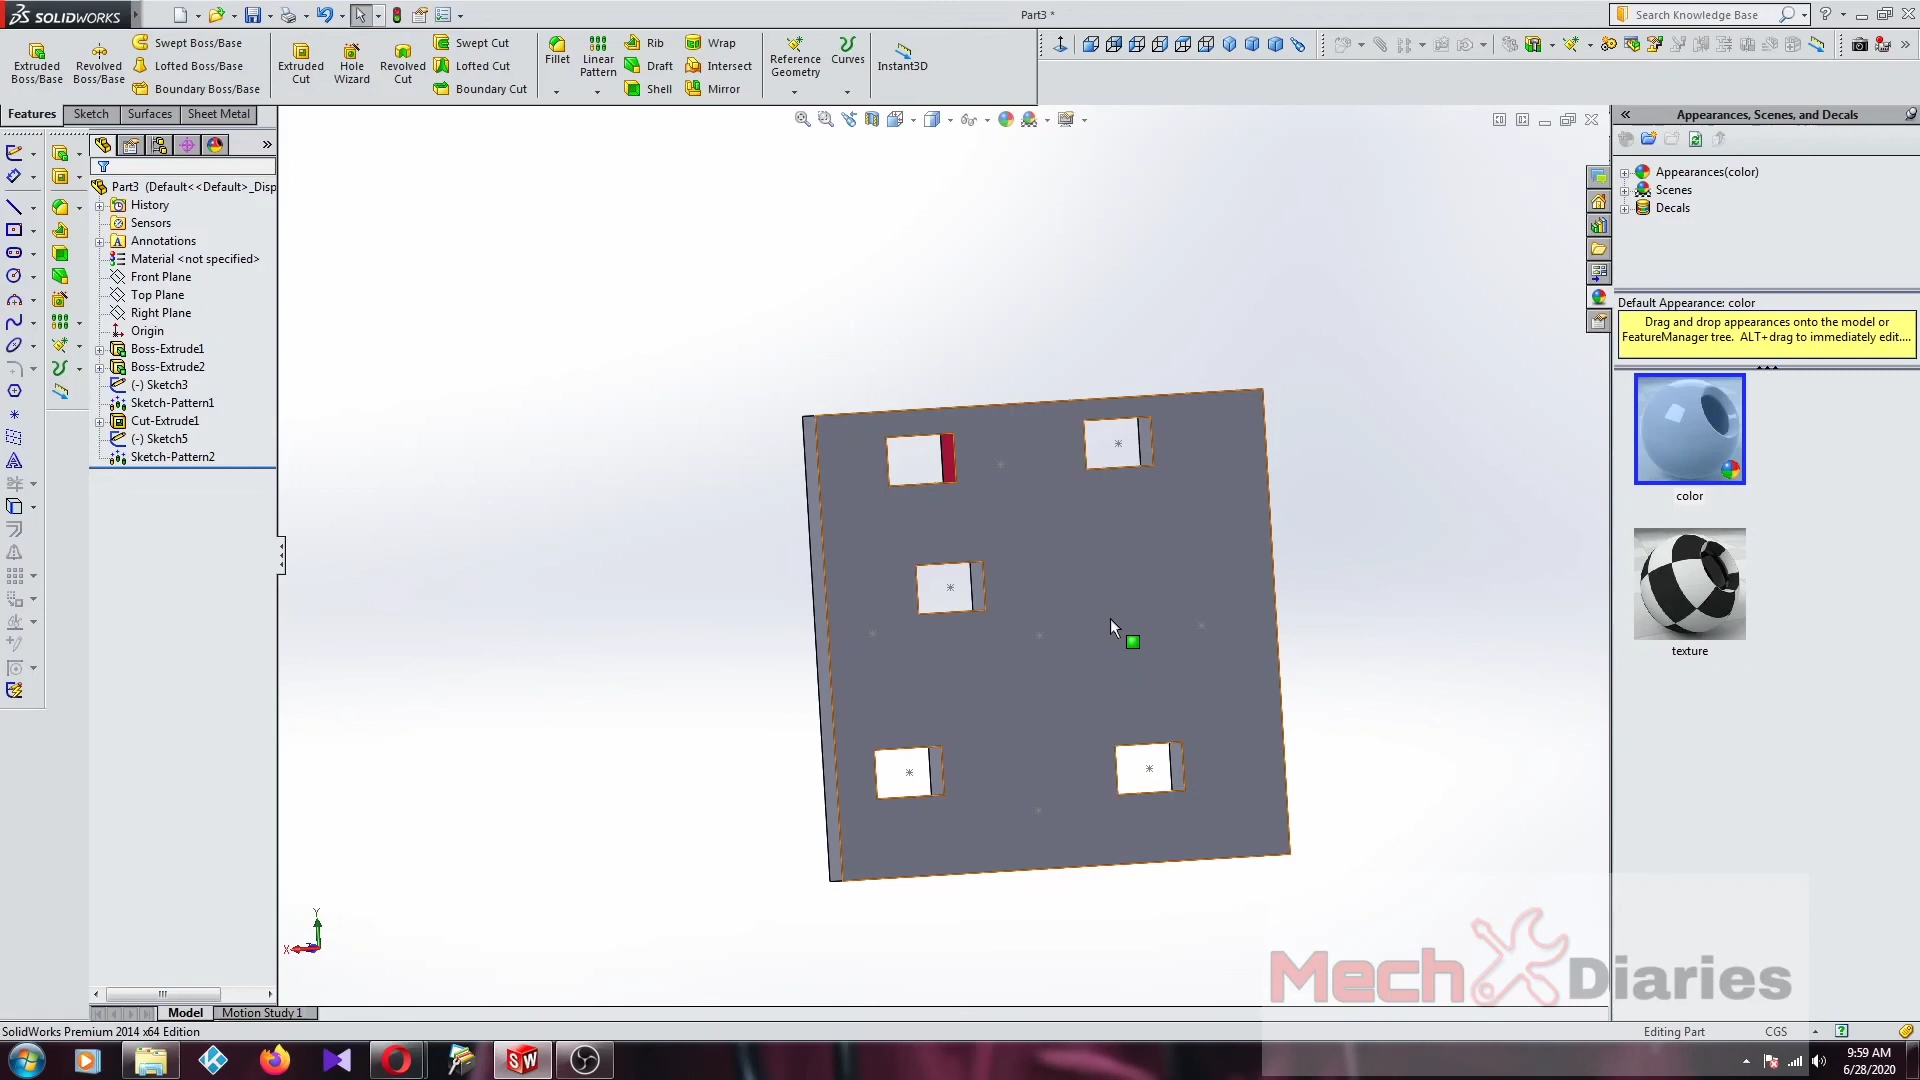 SOLIDWORKS
Part3 *
Search Knowledge Base
Extruded Boss/Base
Revolved Boss/Base
Swept Boss/Base
Lofted Boss/Base
Boundary Boss/Base
Extruded Cut
Hole Wizard
Revolved Cut
Swept Cut
Lofted Cut
Boundary Cut
Fillet
Linear Pattern
Rib
Draft
Shell
Wrap
Intersect
Mirror
Reference Geometry
Curves
Instant3D
Features
Sketch
Surfaces
Sheet Metal
Part3 (Default<<Default>_Disp
History
Sensors
Annotations
Material <not specified>
Front Plane
Top Plane
Right Plane
Origin
Boss-Extrude1
Boss-Extrude2
(-) Sketch3
Sketch-Pattern1
Cut-Extrude1
(-) Sketch5
Sketch-Pattern2
Appearances, Scenes, and Decals
Appearances(color)
Scenes
Decals
Default Appearance: color
Drag and drop appearances onto the model or
FeatureManager tree. ALT+drag to immediately edit....
color
texture
Y
X
Mech Diaries
Model
Motion Study 1
SolidWorks Premium 2014 x64 Edition
Editing Part
CGS
SW
9:59 AM
6/28/2020